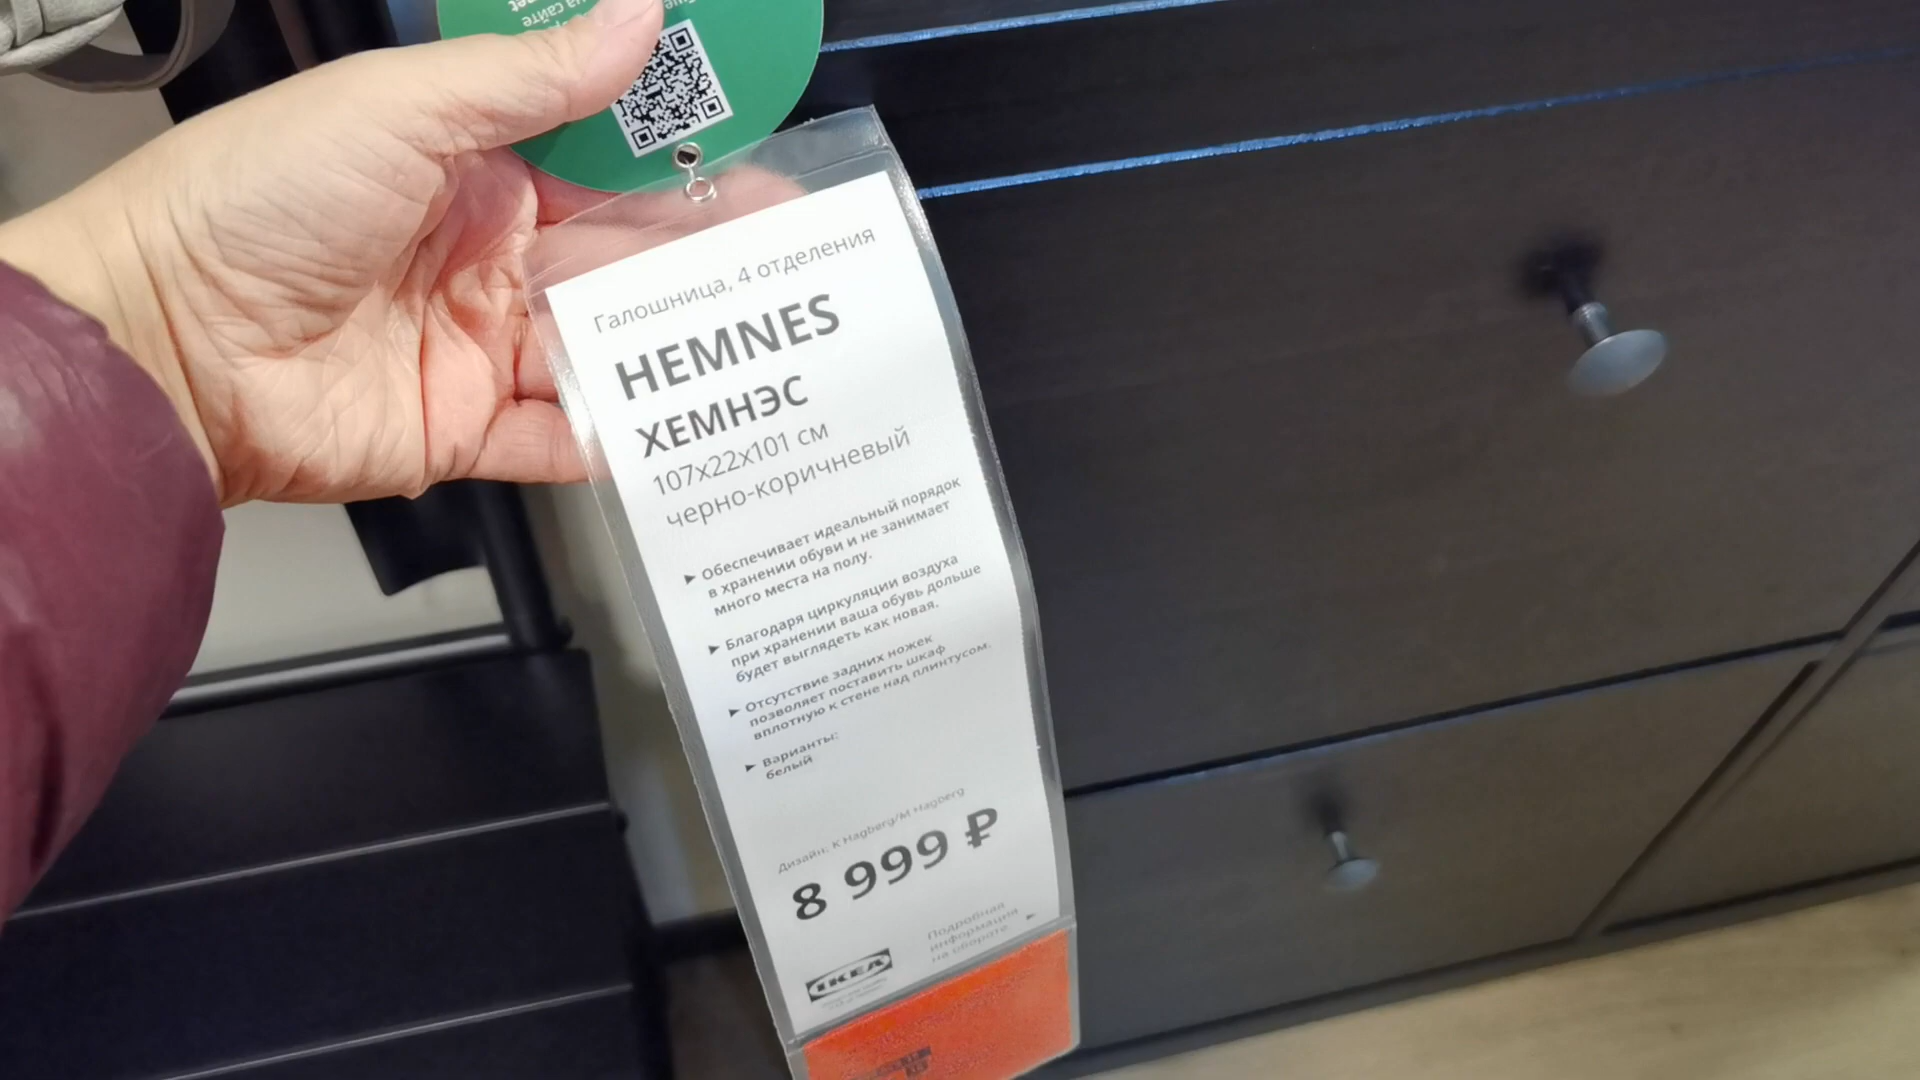 на сайте
Галошница, 4 отделения
HEMNES
ХЕМНЭС
107x22x101 см
черно-коричневый
► Обеспечивает идеальный порядок
в хранении обуви и не занимает
много места на полу.
► Благодаря циркуляции воздуха
при хранении ваша обувь дольше
будет выглядеть как новая.
► Отсутствие задних ножек
позволяет поставить шкаф
вплотную к стене над плинтусом.
► Варианты:
белый
Дизайн: K Hagberg/M Hagberg
8 999 ₽
Подробная
информация
на обороте
IKEA